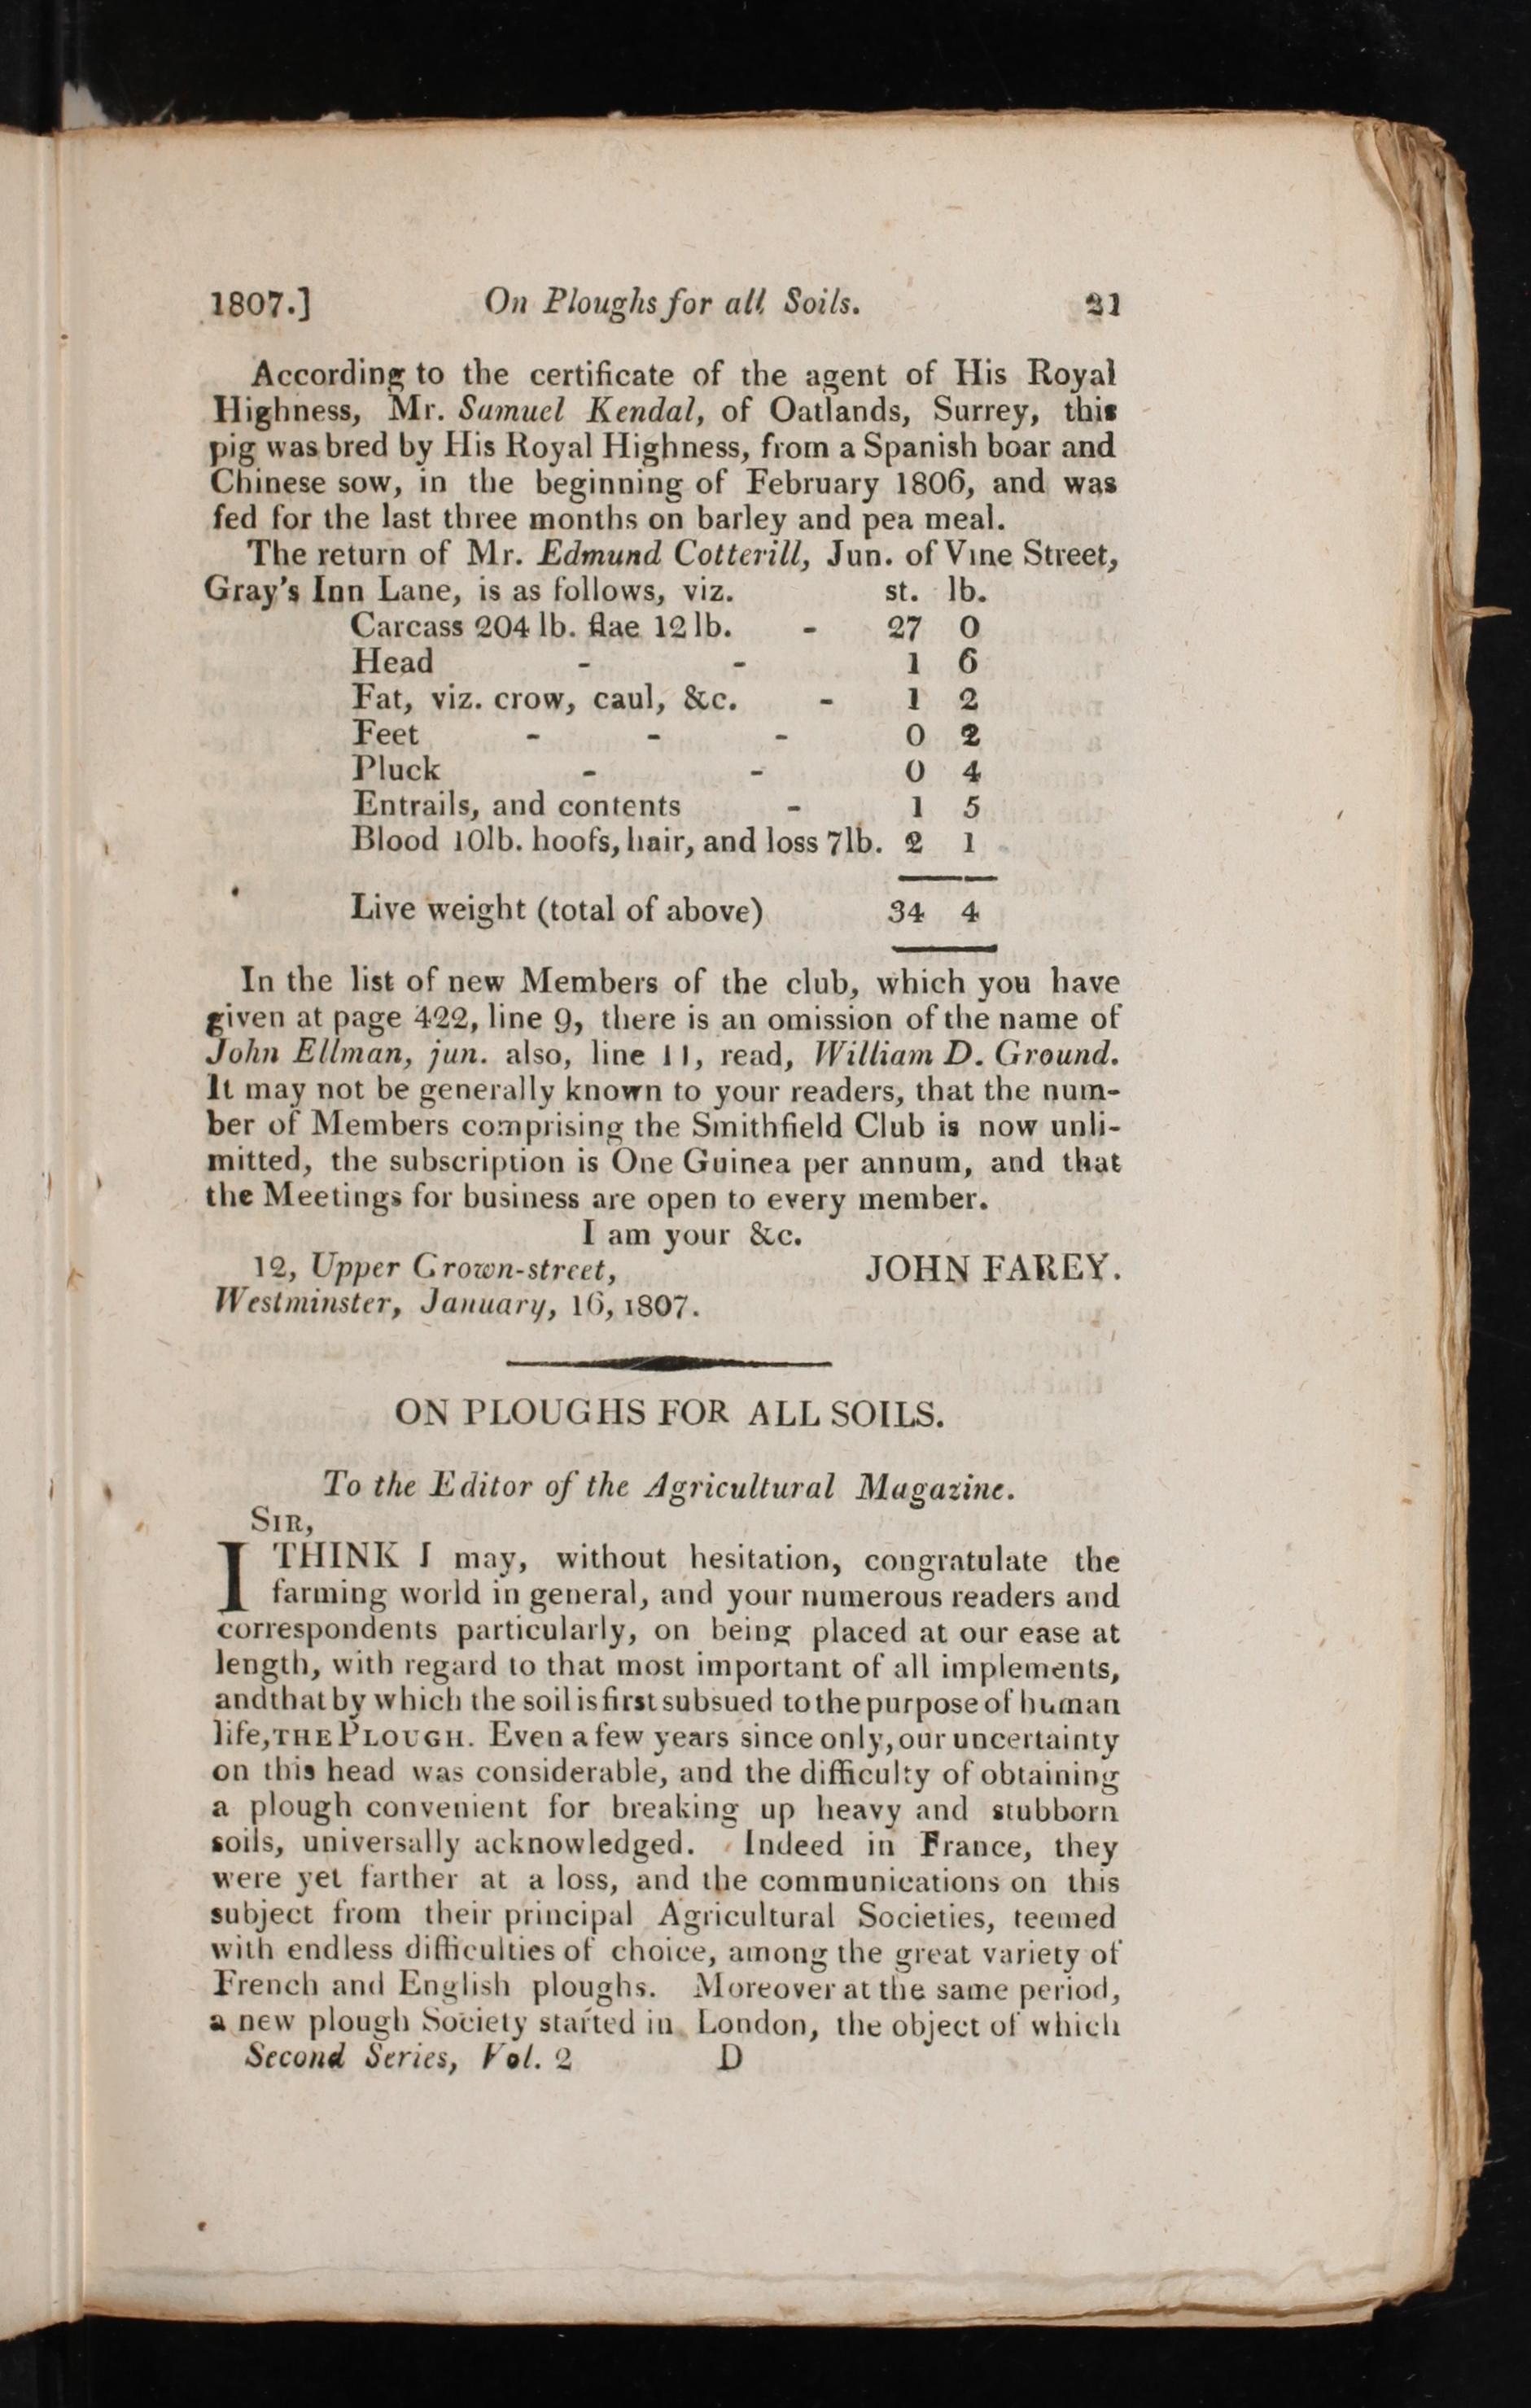 1807.] On Ploughs for all Soils. 21
According to the certificate of the agent of His Royal
Highness, Mr. Samuel Kendal, of Oatlands, Surrey, this
pig was bred by His Royal Highness, from a Spanish boar and
Chinese sow, in the beginning of February 1806, and was
fed for the last three months on barley and pea meal.
The return of Mr. Edmund Cotterill, Jun. of Vine Street,
Gray's Inn Lane, is as follows, viz. st. lb.
Carcass 204 lb. flae 12 lb. - 27 0
Head - - 1 6
Fat, viz. crow, caul, &c. - 1 2
Feet - - - 0 2
Pluck - - 0 4
Entrails, and contents - 1 5
Blood 10lb. hoofs, hair, and loss 7lb. 2 1
Live weight (total of above) 34 4
In the list of new Members of the club, which you have
given at page 422, line 9, there is an omission of the name of
John Ellman, jun. also, line 11, read, William D. Ground.
It may not be generally known to your readers, that the num-
ber of Members comprising the Smithfield Club is now unli-
mitted, the subscription is One Guinea per annum, and that
the Meetings for business are open to every member.
I am your &c.
12, Upper Crown-street, JOHN FAREY.
Westminster, January, 16, 1807.
ON PLOUGHS FOR ALL SOILS.
To the Editor of the Agricultural Magazine.
SIR,
I THINK I may, without hesitation, congratulate the
farming world in general, and your numerous readers and
correspondents particularly, on being placed at our ease at
length, with regard to that most important of all implements,
and that by which the soil is first subsued to the purpose of human
life, THE PLOUGH. Even a few years since only, our uncertainty
on this head was considerable, and the difficulty of obtaining
a plough convenient for breaking up heavy and stubborn
soils, universally acknowledged. Indeed in France, they
were yet farther at a loss, and the communications on this
subject from their principal Agricultural Societies, teemed
with endless difficulties of choice, among the great variety of
French and English ploughs. Moreover at the same period,
a new plough Society started in London, the object of which
Second Series, Vol. 2 D